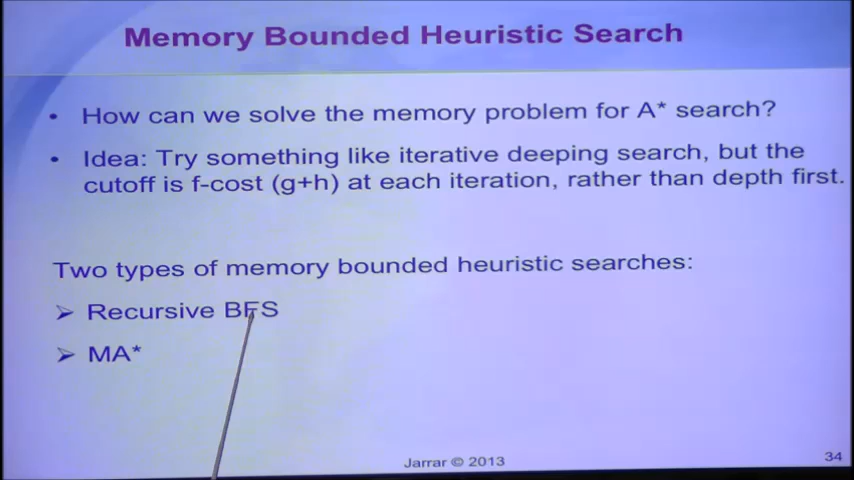 Memory Bounded Heuristic Search
• How can we solve the memory problem for A* search?
• Idea: Try something like iterative deeping search, but the
cutoff is f-cost (g+h) at each iteration, rather than depth first.
Two types of memory bounded heuristic searches:
➢ Recursive BFS
➢ MA*
Jarrar © 2013
34